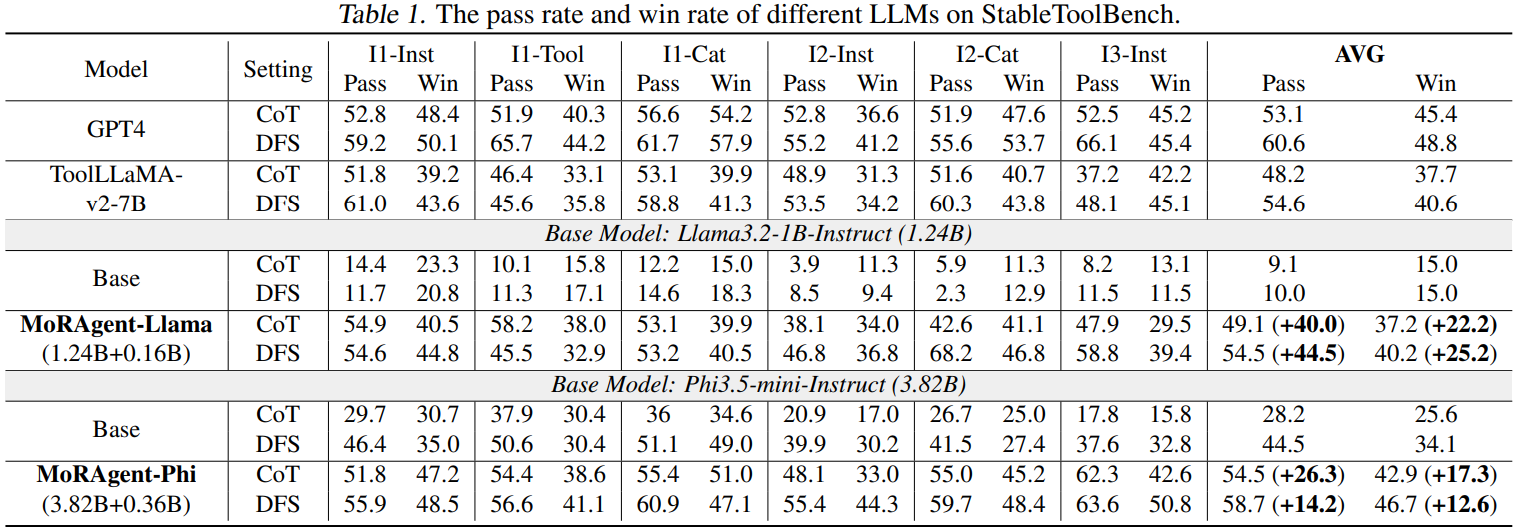 Table 1. The pass rate and win rate of different LLMs on StableToolBench.
Model Setting I1-Inst I1-Tool I1-Cat I2-Inst I2-Cat I3-Inst AVG
Pass Win Pass Win Pass Win Pass Win Pass Win Pass Win Pass Win
GPT4 CoT 52.8 48.4 51.9 40.3 56.6 54.2 52.8 36.6 51.9 47.6 52.5 45.2 53.1 45.4
DFS 59.2 50.1 65.7 44.2 61.7 57.9 55.2 41.2 55.6 53.7 66.1 45.4 60.6 48.8
ToolLLaMA- CoT 51.8 39.2 46.4 33.1 53.1 39.9 48.9 31.3 51.6 40.7 37.2 42.2 48.2 37.7
v2-7B DFS 61.0 43.6 45.6 35.8 58.8 41.3 53.5 34.2 60.3 43.8 48.1 45.1 54.6 40.6
Base Model: Llama3.2-1B-Instruct (1.24B)
Base CoT 14.4 23.3 10.1 15.8 12.2 15.0 3.9 11.3 5.9 11.3 8.2 13.1 9.1 15.0
DFS 11.7 20.8 11.3 17.1 14.6 18.3 8.5 9.4 2.3 12.9 11.5 11.5 10.0 15.0
MoRAgent-Llama CoT 54.9 40.5 58.2 38.0 53.1 39.9 38.1 34.0 42.6 41.1 47.9 29.5 49.1 (+40.0) 37.2 (+22.2)
(1.24B+0.16B) DFS 54.6 44.8 45.5 32.9 53.2 40.5 46.8 36.8 68.2 46.8 58.8 39.4 54.5 (+44.5) 40.2 (+25.2)
Base Model: Phi3.5-mini-Instruct (3.82B)
Base CoT 29.7 30.7 37.9 30.4 36 34.6 20.9 17.0 26.7 25.0 17.8 15.8 28.2 25.6
DFS 46.4 35.0 50.6 30.4 51.1 49.0 39.9 30.2 41.5 27.4 37.6 32.8 44.5 34.1
MoRAgent-Phi CoT 51.8 47.2 54.4 38.6 55.4 51.0 48.1 33.0 55.0 45.2 62.3 42.6 54.5 (+26.3) 42.9 (+17.3)
(3.82B+0.36B) DFS 55.9 48.5 56.6 41.1 60.9 47.1 55.4 44.3 59.7 48.4 63.6 50.8 58.7 (+14.2) 46.7 (+12.6)